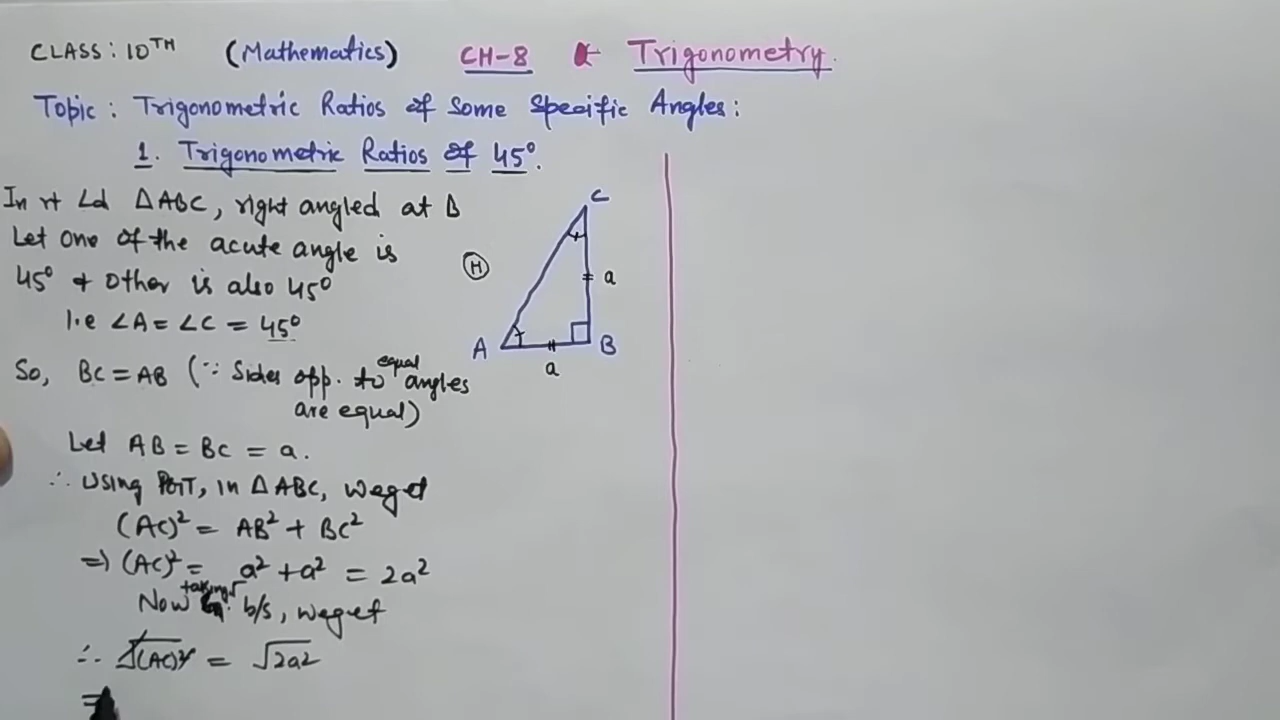 CLASS: 10TH (Mathematics) CH-8 Trigonometry
Topic: Trigonometric Ratios of Some Specific Angles:
1. Trigonometric Ratios of 45°.
In rt ∠d △ABC, right angled at B
Let one of the acute angle is
45° & other is also 45°
I.e ∠A = ∠C = 45°
So, BC = AB (∵ Sides opp. to equal angles
are equal)
Let AB = BC = a.
∴ Using PGT, in △ABC, we get
(AC)² = AB² + BC²
⇒ (AC)² = a² + a² = 2a²
Now taking √ b/s, we get
∴ √(AC)² = √2a²
=
C
H
a
A
B
a